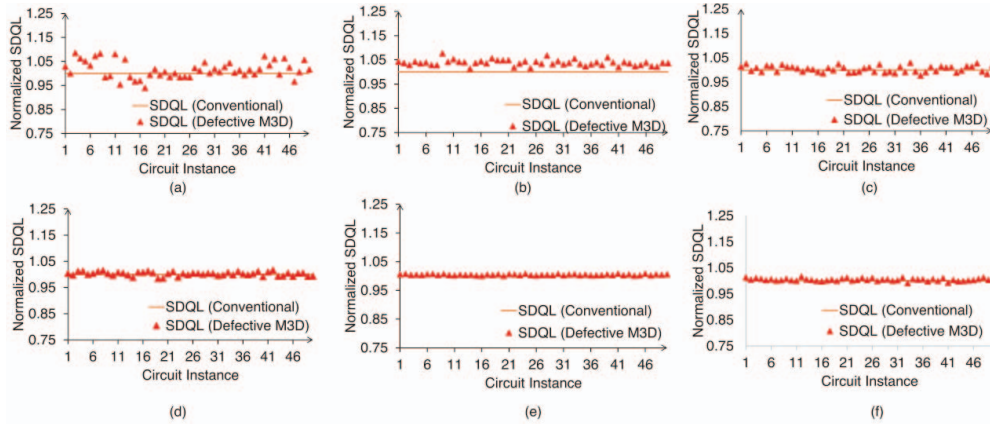 Normalized SDQL
1.25
1.15
1.05
0.95
0.85
0.75
SDQL (Conventional)
SDQL (Defective M3D)
1 6 11 16 21 26 31 36 41 46
Circuit Instance
(a)
Normalized SDQL
1.25
1.15
1.05
0.95
0.85
0.75
SDQL (Conventional)
SDQL (Defective M3D)
1 6 11 16 21 26 31 36 41 46
Circuit Instance
(b)
Normalized SDQL
1.25
1.15
1.05
0.95
0.85
0.75
SDQL (Conventional)
SDQL (Defective M3D)
1 6 11 16 21 26 31 36 41 46
Circuit Instance
(c)
Normalized SDQL
1.25
1.15
1.05
0.95
0.85
0.75
SDQL (Conventional)
SDQL (Defective M3D)
1 6 11 16 21 26 31 36 41 46
Circuit Instance
(d)
Normalized SDQL
1.25
1.15
1.05
0.95
0.85
0.75
SDQL (Conventional)
SDQL (Defective M3D)
1 6 11 16 21 26 31 36 41 46
Circuit Instance
(e)
Normalized SDQL
1.25
1.15
1.05
0.95
0.85
0.75
SDQL (Conventional)
SDQL (Defective M3D)
1 6 11 16 21 26 31 36 41 46
Circuit Instance
(f)